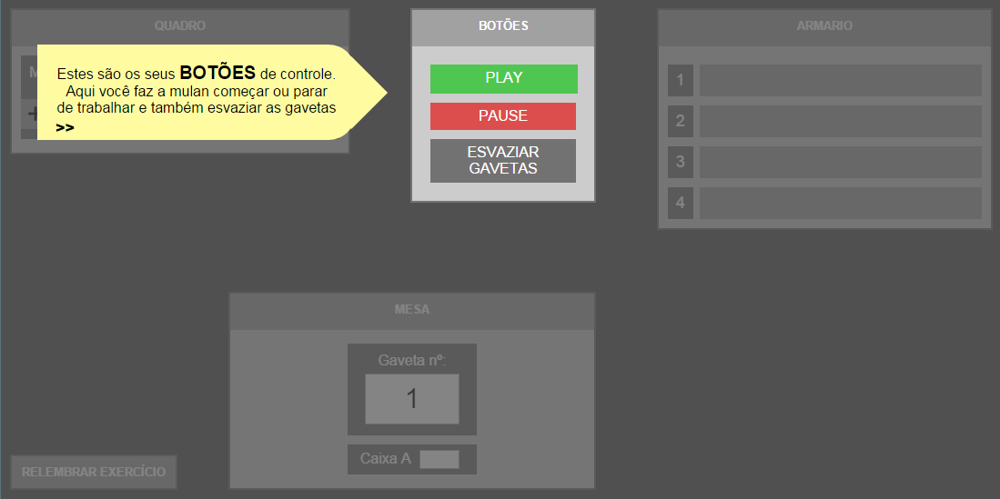 QUADRO
Estes são os seus BOTÕES de controle.
Aqui você faz a mulan começar ou parar
de trabalhar e também esvaziar as gavetas
>>
M
+
BOTÕES
PLAY
PAUSE
ESVAZIAR
GAVETAS
ARMARIO
1
2
3
4
MESA
Gaveta nº:
1
Caixa A
RELEMBRAR EXERCÍCIO